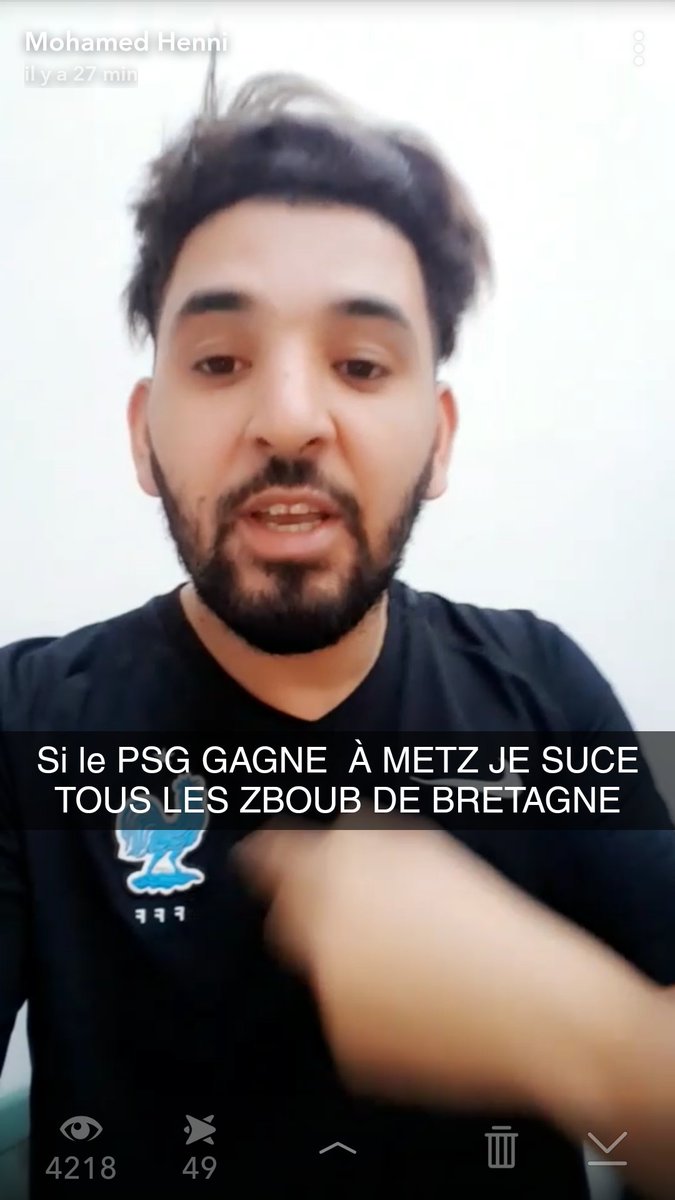 Mohamed Henni
il y a 27 min
Si le PSG GAGNE  À METZ JE SUCE
TOUS LES ZBOUB DE BRETAGNE
FFF
4218
49